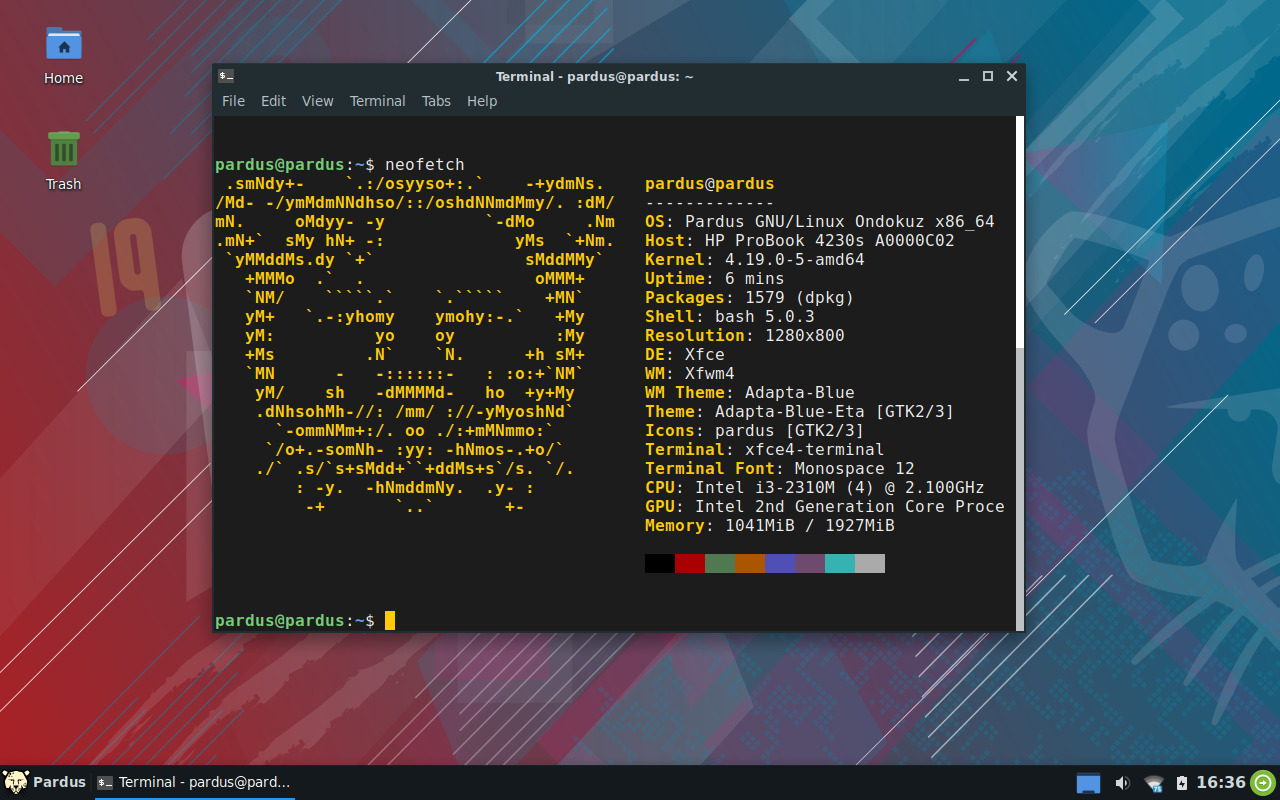 Home
Trash
19
Terminal - pardus@pardus: ~
File Edit View Terminal Tabs Help
pardus@pardus:~$ neofetch
 .smNdy+-    `.:/osyyso+:.`    -+ydmNs.   pardus@pardus
/Md- -/ymMdmNNdhso/::/oshdNNmdMmy/. :dM/   -------------
mN.     oMdyy- -y          `-dMo     .Nm   OS: Pardus GNU/Linux Ondokuz x86_64
.mN+`  sMy hN+ -:             yMs  `+Nm.   Host: HP ProBook 4230s A0000C02
 `yMMddMs.dy `+`               sMddMMy`    Kernel: 4.19.0-5-amd64
   +MMMo  .`  .                 oMMM+      Uptime: 6 mins
   `NM/    `````.`    `.`````    +MN`      Packages: 1579 (dpkg)
   yM+   `.-:yhomy    ymohy:-.`   +My      Shell: bash 5.0.3
   yM:          yo    oy          :My      Resolution: 1280x800
   +Ms         .N`    `N.      +h sM+      DE: Xfce
   `MN      -   -::::::-   : :o:+`NM`      WM: Xfwm4
    yM/    sh   -dMMMMd-   ho  +y+My       WM Theme: Adapta-Blue
    .dNhsohMh-//: /mm/ ://-yMyoshNd`       Theme: Adapta-Blue-Eta [GTK2/3]
      `-ommNMm+:/. oo ./:+mMNmmo:`         Icons: pardus [GTK2/3]
     `/o+.-somNh- :yy: -hNmos-.+o/`        Terminal: xfce4-terminal
    ./` .s/`s+sMdd+``+ddMs+s`/s. `/.       Terminal Font: Monospace 12
        : -y.  -hNmddmNy.  .y- :           CPU: Intel i3-2310M (4) @ 2.100GHz
         -+       `..`       +-            GPU: Intel 2nd Generation Core Proce
Memory: 1041MiB / 1927MiB
pardus@pardus:~$
Pardus Terminal - pardus@pard... 75 16:36